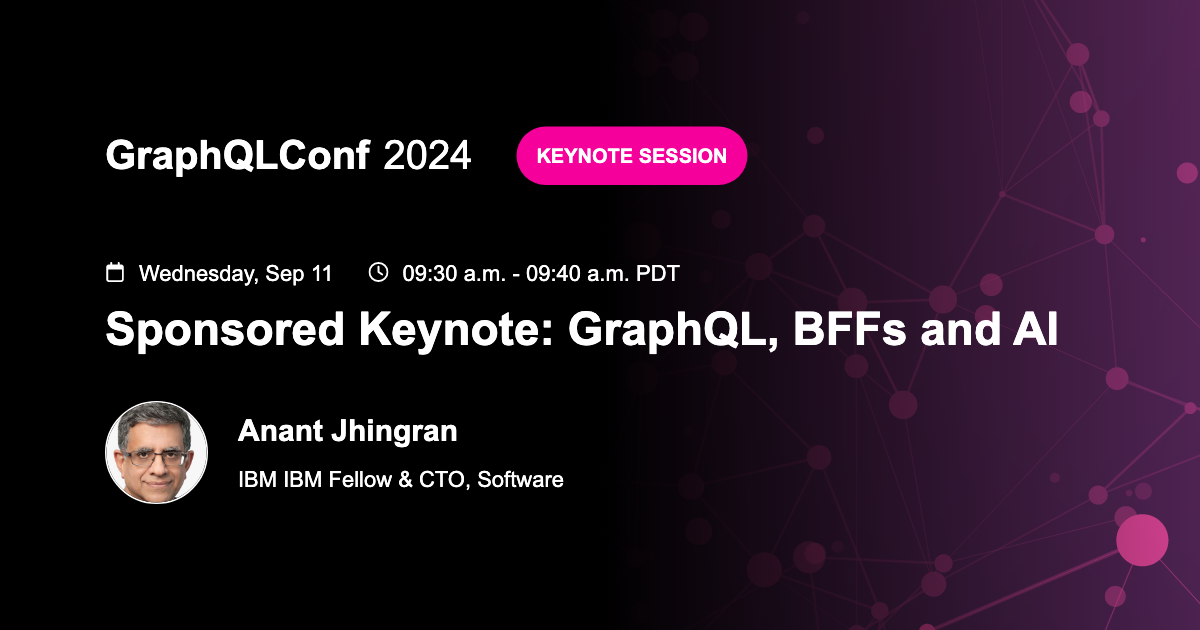 GraphQLConf 2024 KEYNOTE SESSION
Wednesday, Sep 11 09:30 a.m. - 09:40 a.m. PDT
Sponsored Keynote: GraphQL, BFFs and AI
Anant Jhingran
IBM IBM Fellow & CTO, Software